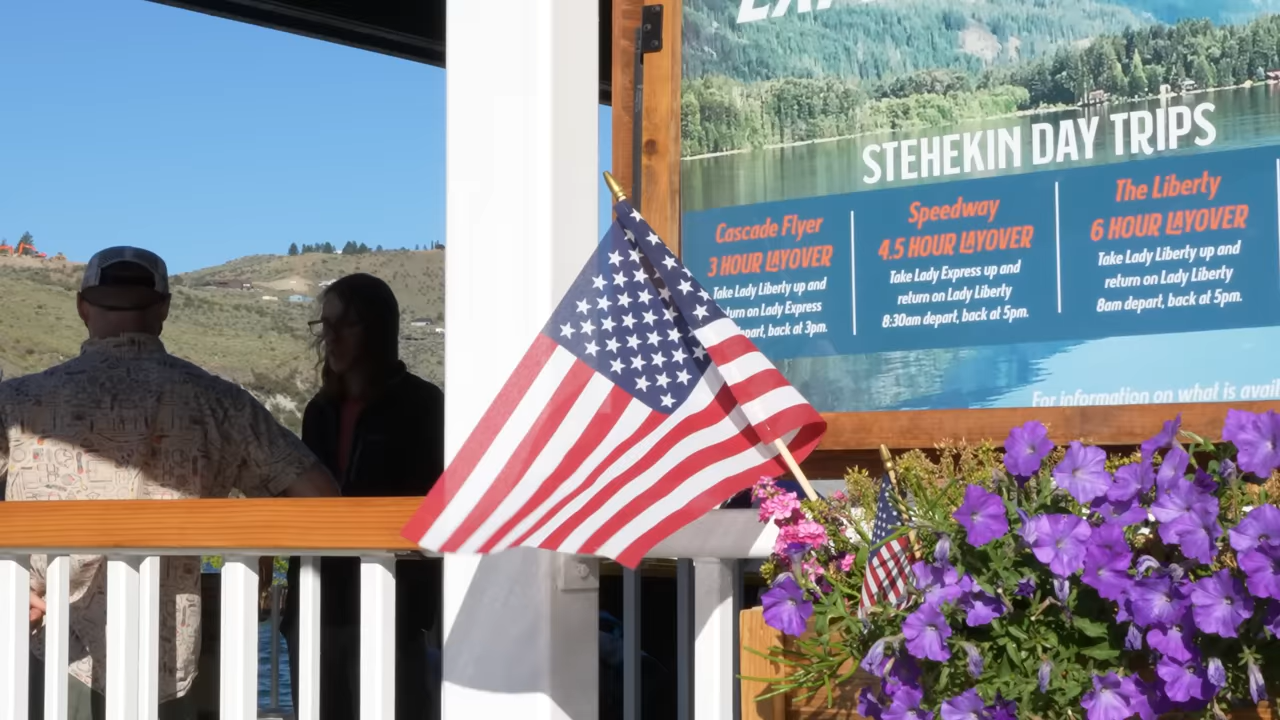 STEHEKIN DAY TRIPS
Cascade Flyer
3 HOUR LAYOVER
Take Lady Liberty up and
return on Lady Express
back at 3pm.
Speedway
4.5 HOUR LAYOVER
Take Lady Express up and
return on Lady Liberty
8:30am depart, back at 5pm.
The Liberty
6 HOUR LAYOVER
Take Lady Liberty up and
return on Lady Liberty
8am depart, back at 5pm.
For information on what is